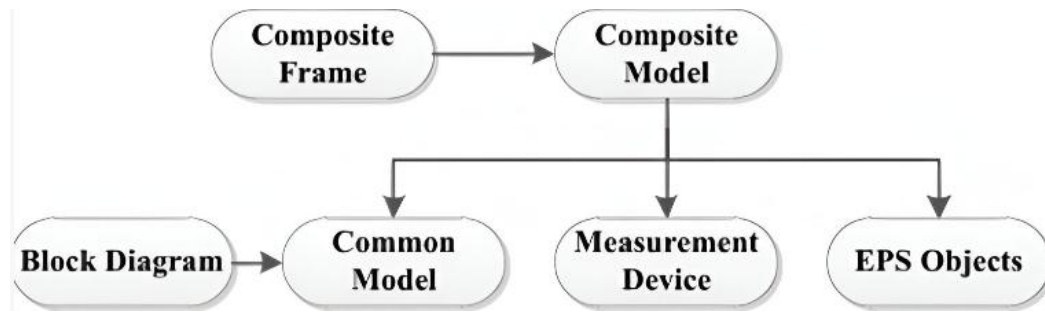 Composite
Frame
Composite
Model
Block Diagram
Common
Model
Measurement
Device
EPS Objects